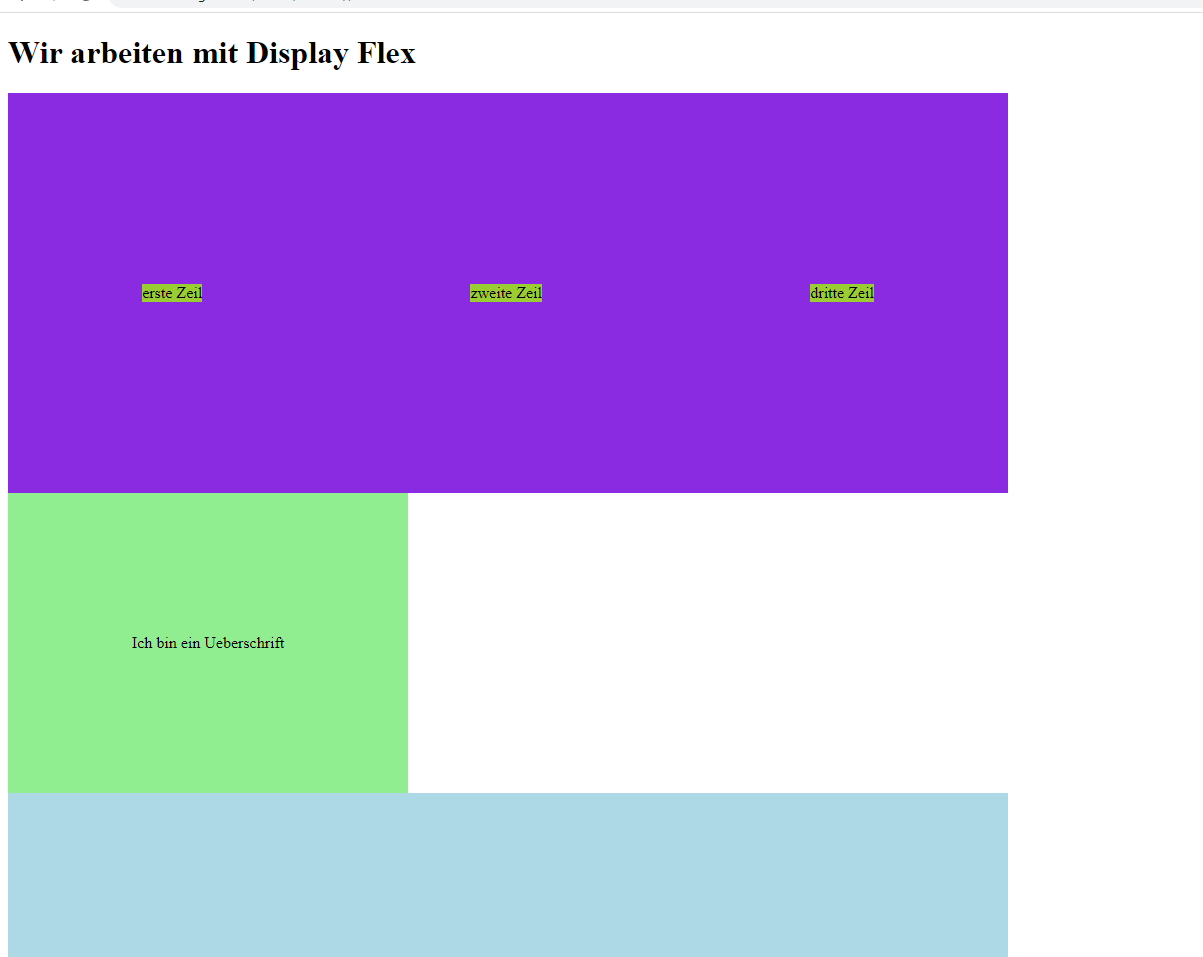 Wir arbeiten mit Display Flex
erste Zeil zweite Zeil dritte Zeil
Ich bin ein Ueberschrift